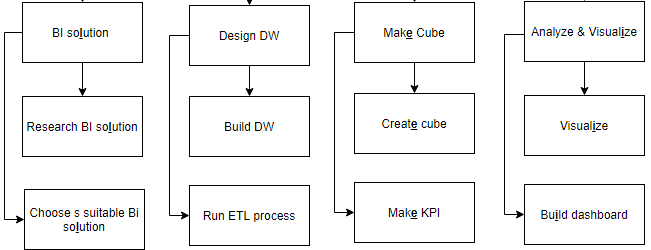 BI solution
Design DW
Make Cube
Analyze & Visualize
Research BI solution
Build DW
Create cube
Visualize
Choose s suitable Bi
solution
Run ETL process
Make KPI
Build dashboard